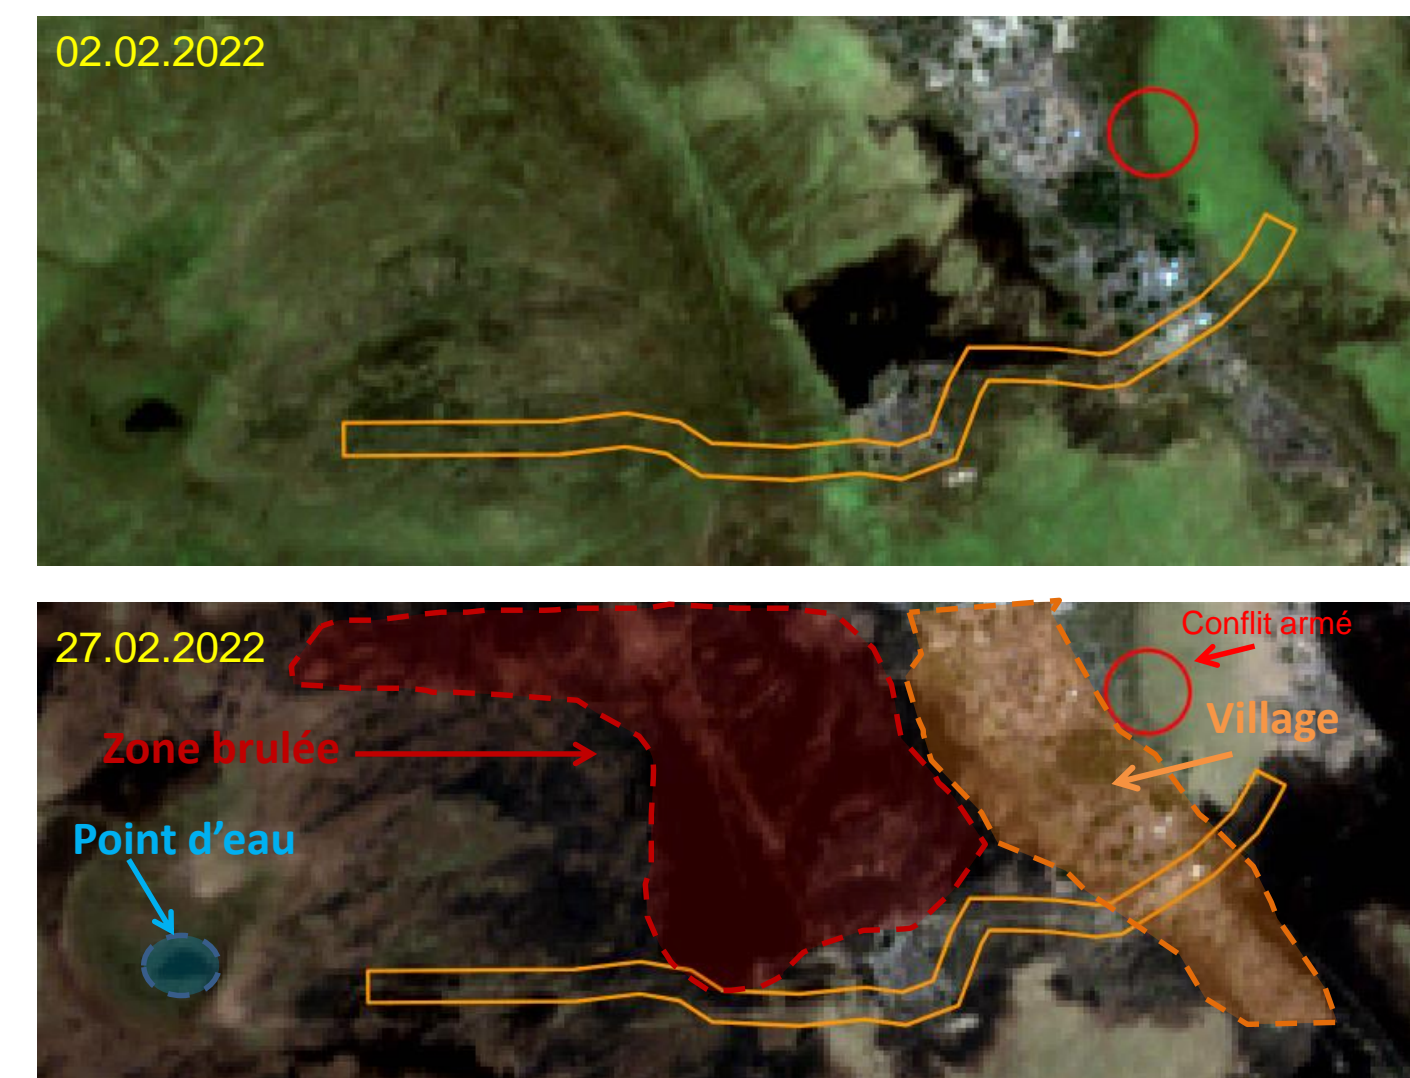 02.02.2022
27.02.2022
Conflit armé
Village
Zone brulée
Point d’eau